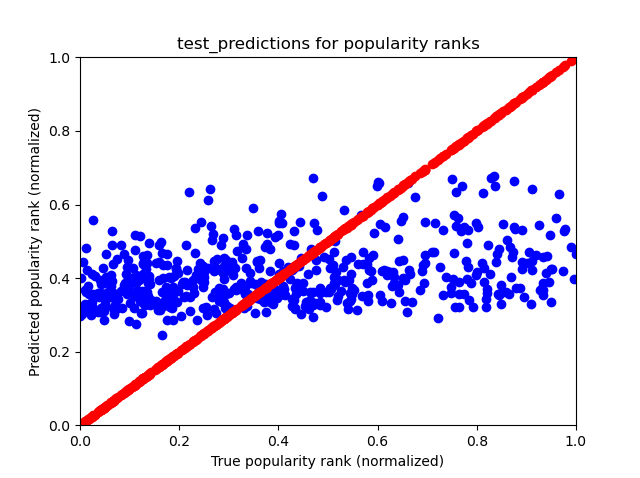 test_predictions for popularity ranks
Predicted popularity rank (normalized)
1.0
0.8
0.6
0.4
0.2
0.0
0.0 0.2 0.4 0.6 0.8 1.0
True popularity rank (normalized)